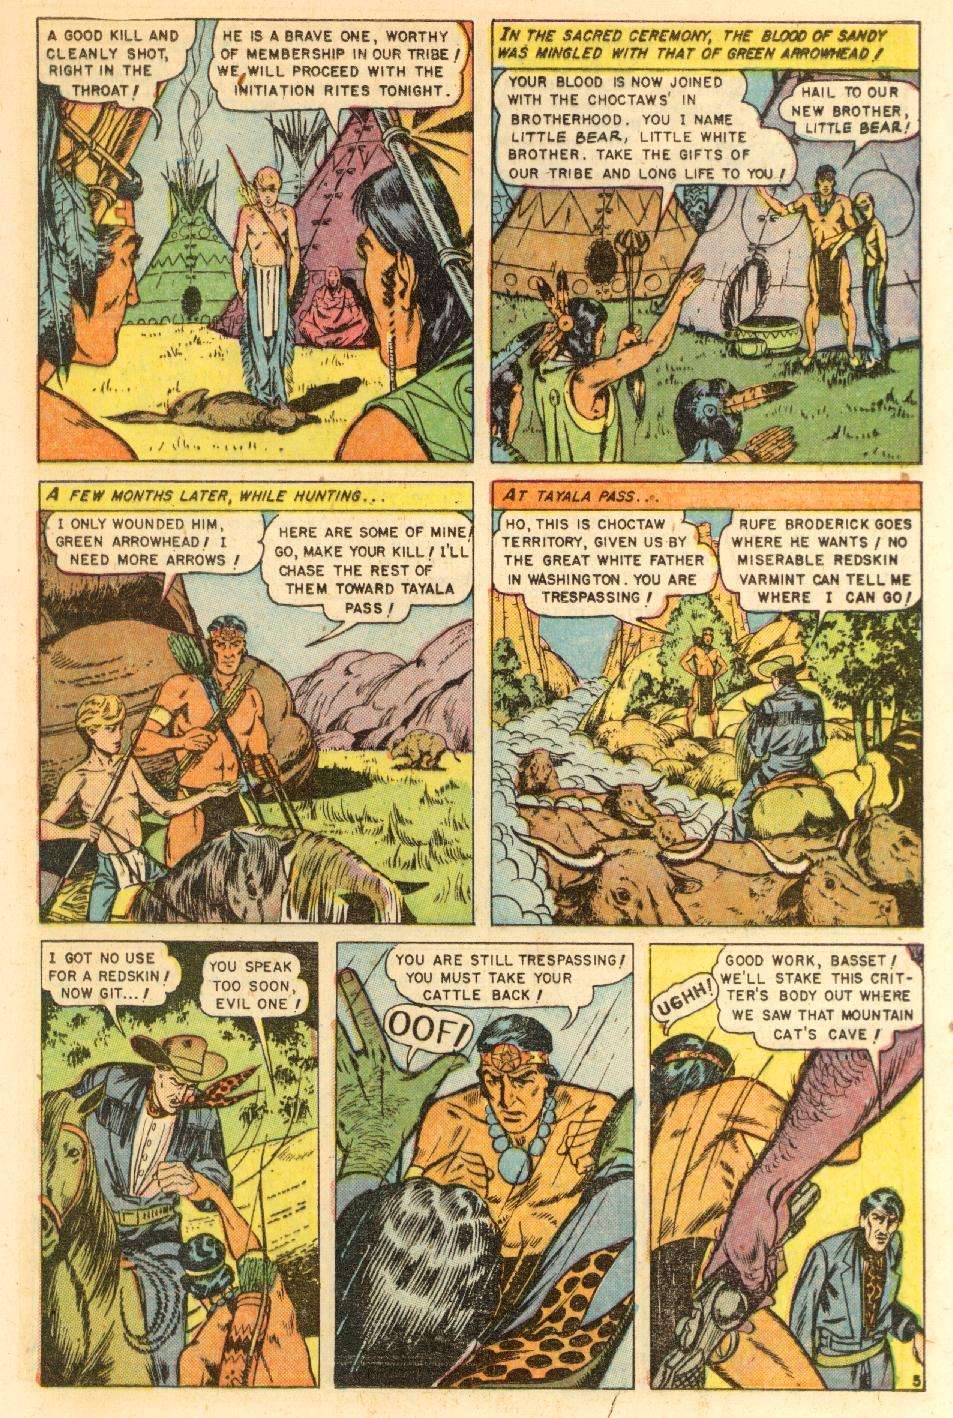 A GOOD KILL AND
CLEANLY SHOT,
RIGHT IN THE
THROAT!
HE IS A BRAVE ONE, WORTHY
OF MEMBERSHIP IN OUR TRIBE!
WE WILL PROCEED WITH THE
INITIATION RITES TONIGHT.
IN THE SACRED CEREMONY, THE BLOOD OF SANDY
WAS MINGLED WITH THAT OF GREEN ARROWHEAD!
YOUR BLOOD IS NOW JOINED
WITH THE CHOCTAWS' IN
BROTHERHOOD. YOU I NAME
LITTLE BEAR, LITTLE WHITE
BROTHER. TAKE THE GIFTS OF
OUR TRIBE AND LONG LIFE TO YOU!
HAIL TO OUR
NEW BROTHER,
LITTLE BEAR!
A FEW MONTHS LATER, WHILE HUNTING...
I ONLY WOUNDED HIM,
GREEN ARROWHEAD! I
NEED MORE ARROWS!
HERE ARE SOME OF MINE!
GO, MAKE YOUR KILL! I'LL
CHASE THE REST OF
THEM TOWARD TAYALA
PASS!
AT TAYALA PASS...
HO, THIS IS CHOCTAW
TERRITORY, GIVEN US BY
THE GREAT WHITE FATHER
IN WASHINGTON. YOU ARE
TRESPASSING!
RUFE BRODERICK GOES
WHERE HE WANTS! NO
MISERABLE REDSKIN
VARMINT CAN TELL ME
WHERE I CAN GO!
I GOT NO USE
FOR A REDSKIN!
NOW GIT...!
YOU SPEAK
TOO SOON,
EVIL ONE!
YOU ARE STILL TRESPASSING!
YOU MUST TAKE YOUR
CATTLE BACK!
OOF!
UGHH!
GOOD WORK, BASSET!
WE'LL STAKE THIS CRIT-
TER'S BODY OUT WHERE
WE SAW THAT MOUNTAIN
CAT'S CAVE!
5